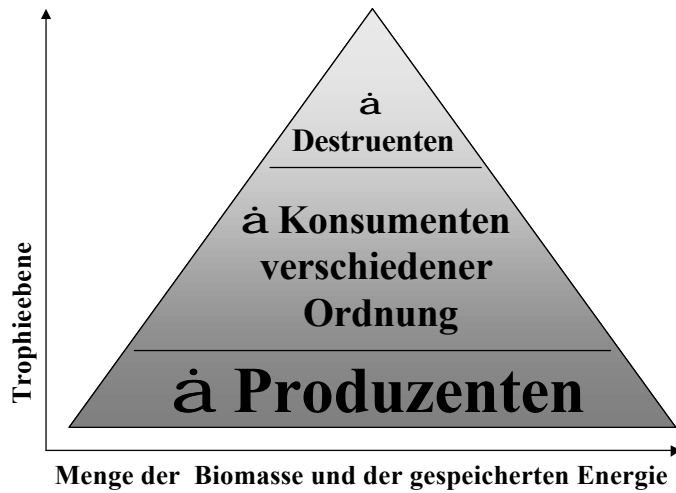 Trophieebene
ȧ
Destruenten
ȧ Konsumenten
verschiedener
Ordnung
ȧ Produzenten
Menge der Biomasse und der gespeicherten Energie